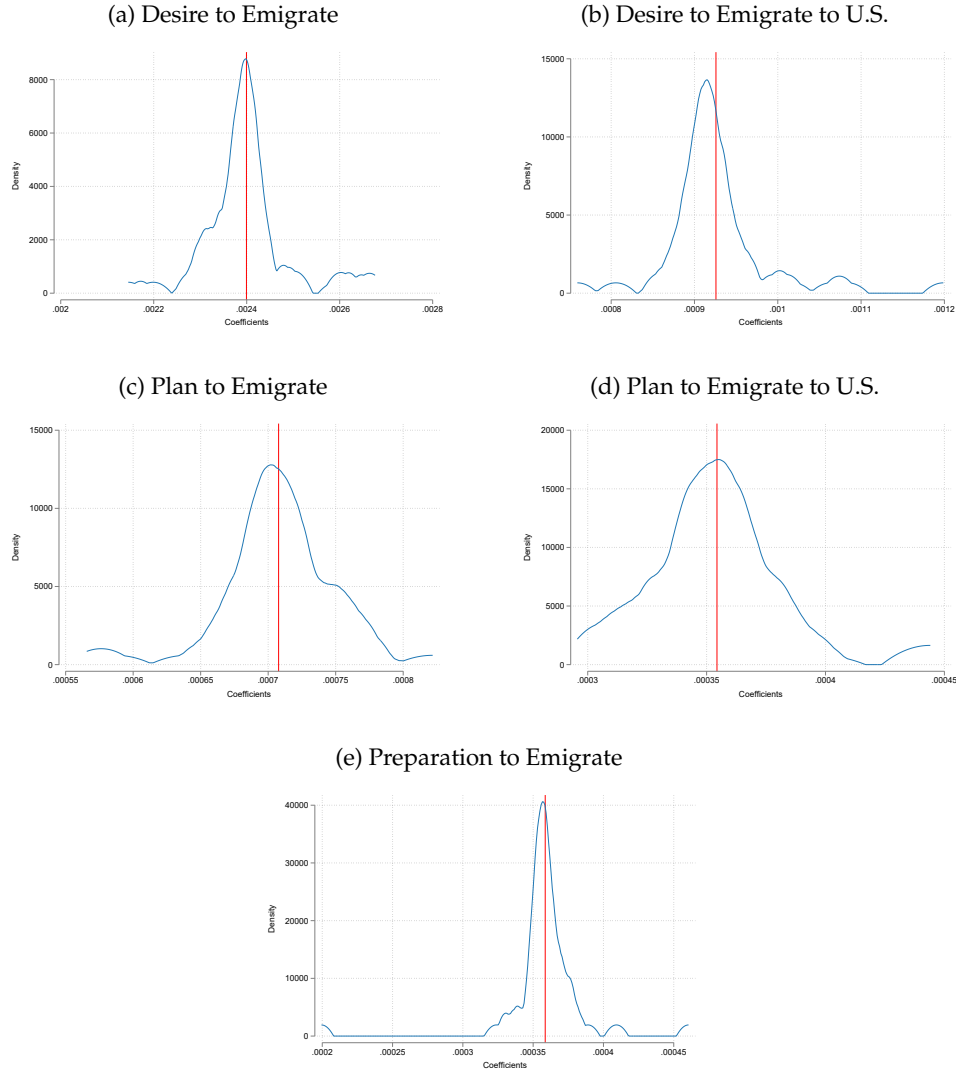 (a) Desire to Emigrate
8000
6000
4000
2000
0
Density
.002 .0022 .0024 .0026 .0028
Coefficients
(b) Desire to Emigrate to U.S.
15000
10000
5000
0
Density
.0008 .0009 .001 .0011 .0012
Coefficients
(c) Plan to Emigrate
15000
10000
5000
0
Density
.00055 .0006 .00065 .0007 .00075 .0008
Coefficients
(d) Plan to Emigrate to U.S.
20000
15000
10000
5000
0
Density
.0003 .00035 .0004 .00045
Coefficients
(e) Preparation to Emigrate
40000
30000
20000
10000
0
Density
.0002 .00025 .0003 .00035 .0004 .00045
Coefficients